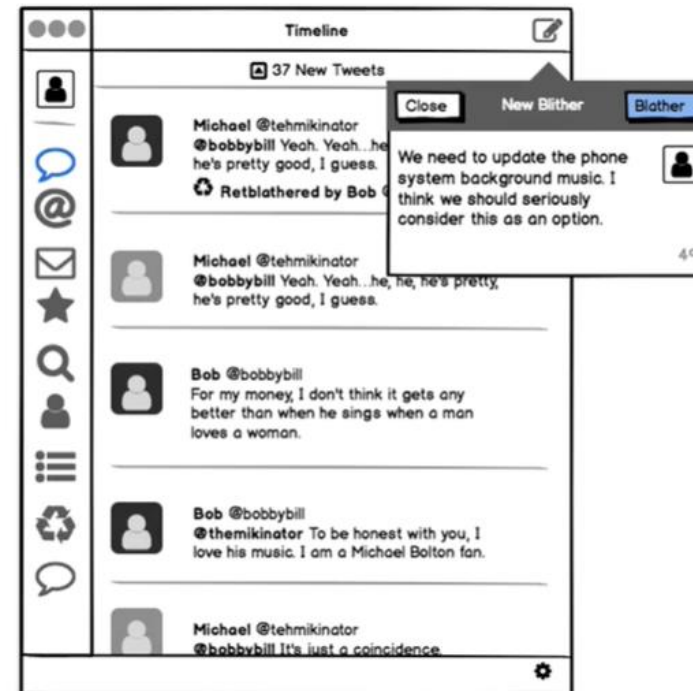 Timeline
37 New Tweets
Close New Blither Blather
We need to update the phone
system background music. I
think we should seriously
consider this as an option.
Michael @tehmikinator
@bobbybill Yeah. Yeah...he
he's pretty good, I guess.
Retblathered by Bob
Michael @tehmikinator
@bobbybill Yeah. Yeah...he, he, he's pretty,
he's pretty good, I guess.
Bob @bobbybill
For my money, I don't think it gets any
better than when he sings when a man
loves a woman.
Bob @bobbybill
@themikinator To be honest with you, I
love his music. I am a Michael Bolton fan.
Michael @tehmikinator
@bobbybill It's just a coincidence.